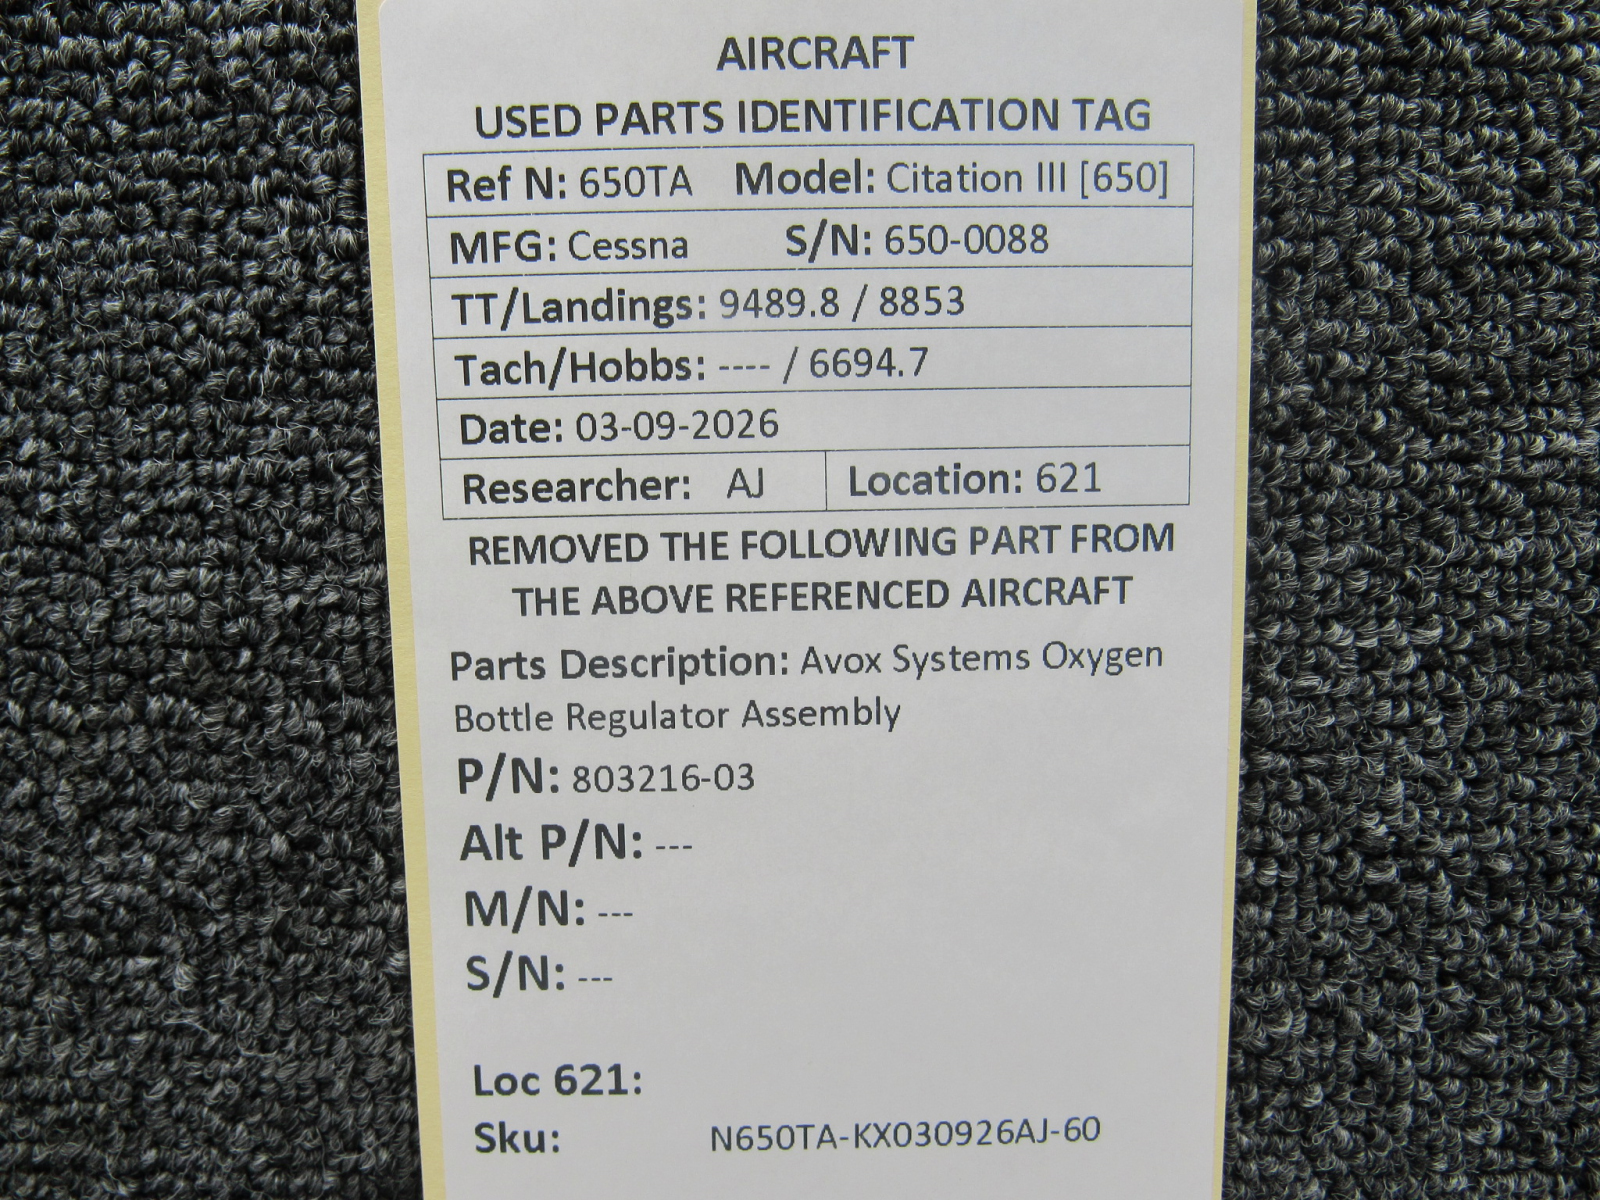 AIRCRAFT
USED PARTS IDENTIFICATION TAG
Ref N: 650TA Model: Citation III [650]
MFG: Cessna S/N: 650-0088
TT/Landings: 9489.8 / 8853
Tach/Hobbs: ---- / 6694.7
Date: 03-09-2026
Researcher: AJ Location: 621
REMOVED THE FOLLOWING PART FROM
THE ABOVE REFERENCED AIRCRAFT
Parts Description: Avox Systems Oxygen
Bottle Regulator Assembly
P/N: 803216-03
Alt P/N: ---
M/N: ---
S/N: ---
Loc 621:
Sku: N650TA-KX030926AJ-60